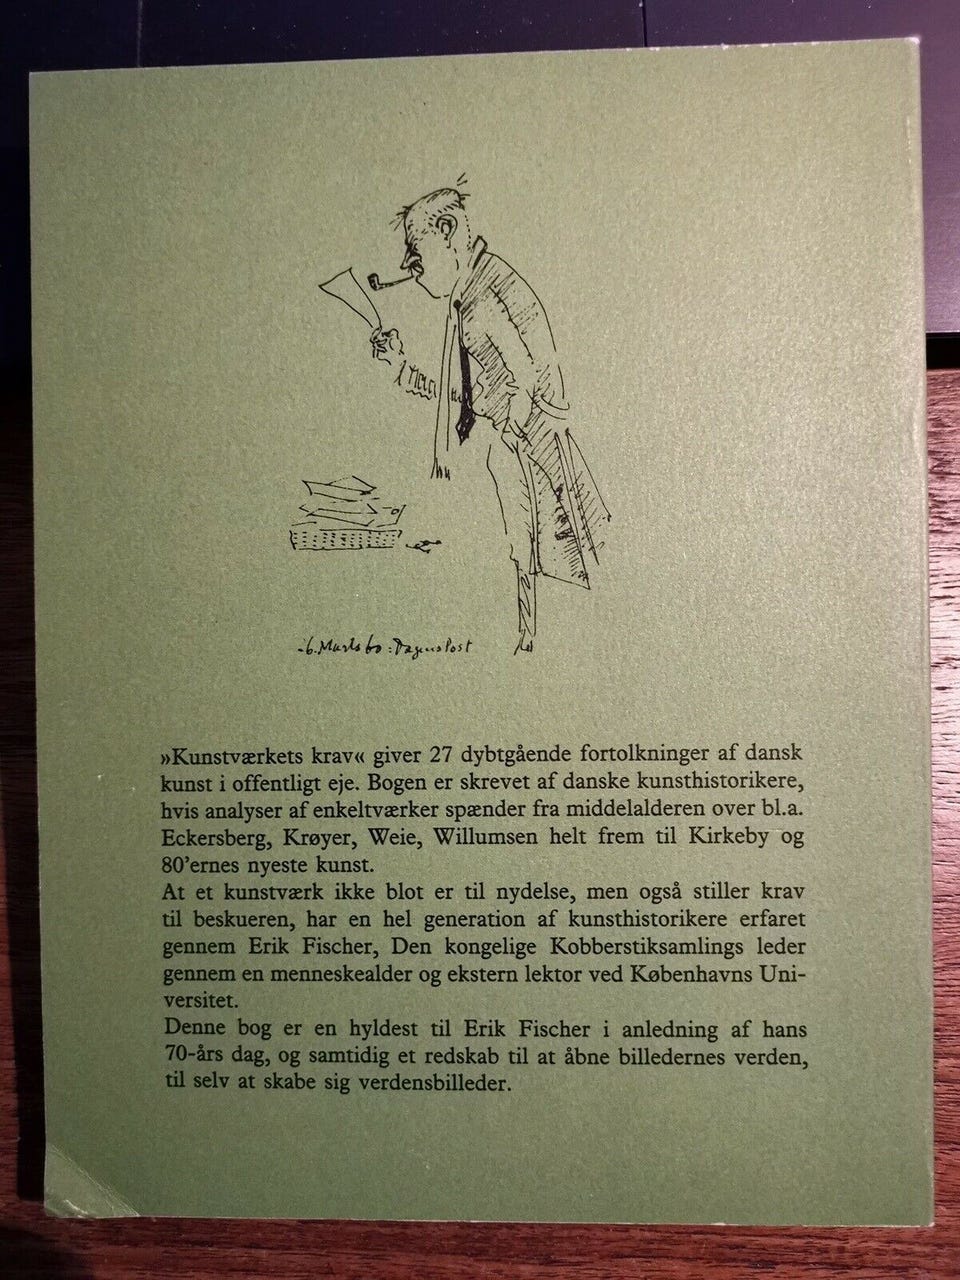 »Kunstværkets krav« giver 27 dybtgående fortolkninger af dansk
kunst i offentligt eje. Bogen er skrevet af danske kunsthistorikere,
hvis analyser af enkeltværker spænder fra middelalderen over bl.a.
Eckersberg, Krøyer, Weie, Willumsen helt frem til Kirkeby og
80'ernes nyeste kunst.
At et kunstværk ikke blot er til nydelse, men også stiller krav
til beskueren, har en hel generation af kunsthistorikere erfaret
gennem Erik Fischer, Den kongelige Kobberstiksamlings leder
gennem en menneskealder og ekstern lektor ved Københavns Uni-
versitet.
Denne bog er en hyldest til Erik Fischer i anledning af hans
70-års dag, og samtidig et redskab til at åbne billedernes verden,
til selv at skabe sig verdensbilleder.